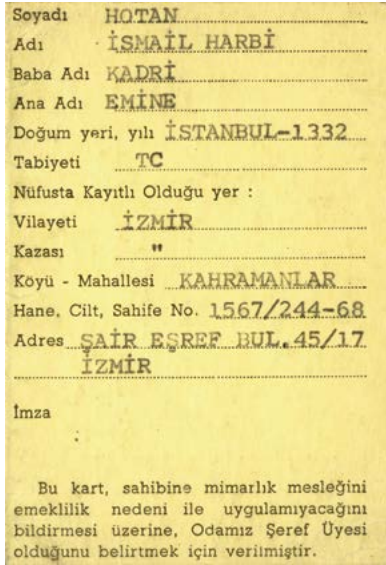 Soyadı HOTAN
Adı İSMAİL HARBİ
Baba Adı KADRİ
Ana Adı EMİNE
Doğum yeri, yılı İSTANBUL-1332
Tabiyeti TC
Nüfusta Kayıtlı Olduğu yer :
Vilayeti İZMİR
Kazası "
Köyü - Mahallesi KAHRAMANLAR
Hane, Cilt, Sahife No. 1567/244-68
Adres ŞAİR EŞREF BUL.45/17
İZMİR
İmza
:
Bu kart, sahibine mimarlık mesleğini
emeklilik nedeni ile uygulamıyacağını
bildirmesi üzerine, Odamız Şeref Üyesi
olduğunu belirtmek için verilmiştir.